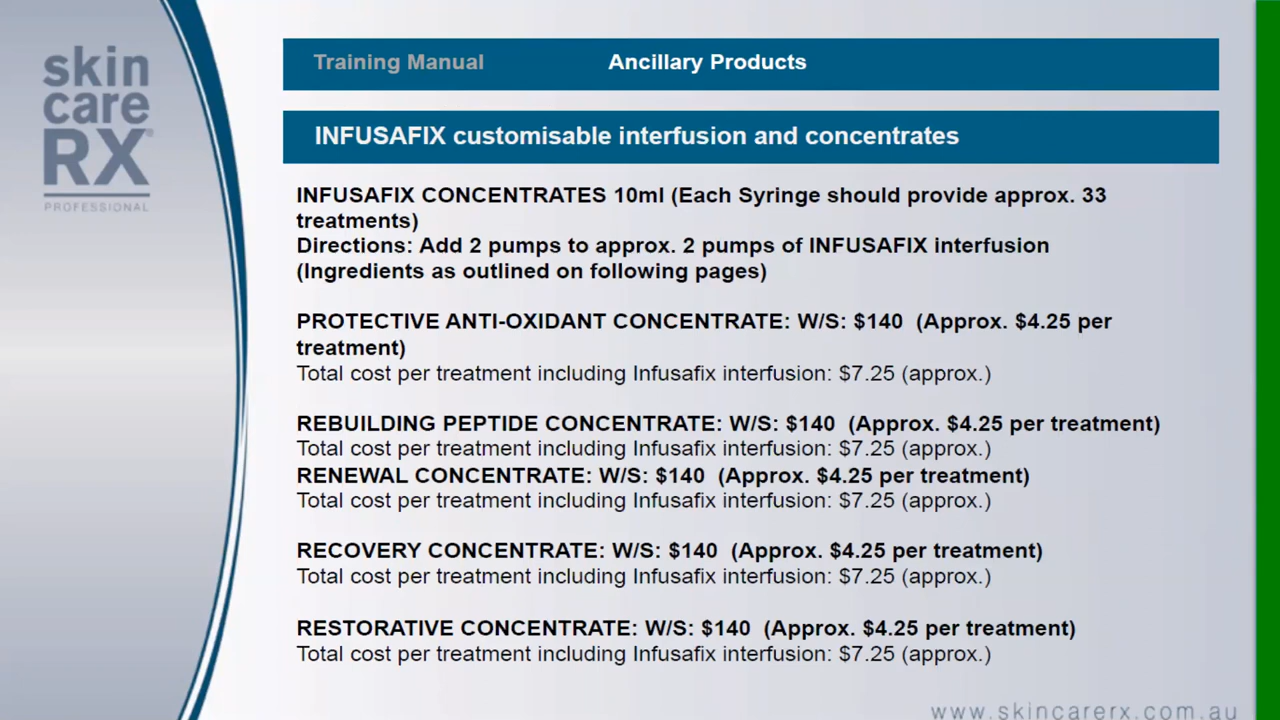 skin
care
RX®
PROFESSIONAL
Training Manual Ancillary Products
INFUSAFIX customisable interfusion and concentrates
INFUSAFIX CONCENTRATES 10ml (Each Syringe should provide approx. 33
treatments)
Directions: Add 2 pumps to approx. 2 pumps of INFUSAFIX interfusion
(Ingredients as outlined on following pages)
PROTECTIVE ANTI-OXIDANT CONCENTRATE: W/S: $140 (Approx. $4.25 per
treatment)
Total cost per treatment including Infusafix interfusion: $7.25 (approx.)
REBUILDING PEPTIDE CONCENTRATE: W/S: $140 (Approx. $4.25 per treatment)
Total cost per treatment including Infusafix interfusion: $7.25 (approx.)
RENEWAL CONCENTRATE: W/S: $140 (Approx. $4.25 per treatment)
Total cost per treatment including Infusafix interfusion: $7.25 (approx.)
RECOVERY CONCENTRATE: W/S: $140 (Approx. $4.25 per treatment)
Total cost per treatment including Infusafix interfusion: $7.25 (approx.)
RESTORATIVE CONCENTRATE: W/S: $140 (Approx. $4.25 per treatment)
Total cost per treatment including Infusafix interfusion: $7.25 (approx.)
www.skincarerx.com.au